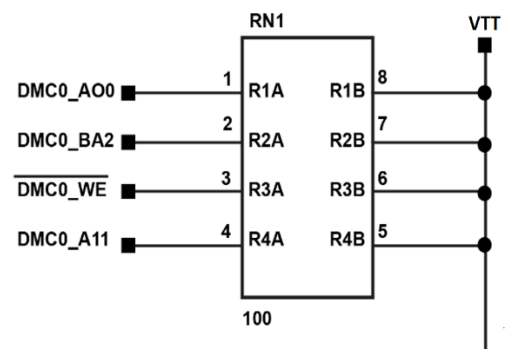 RN1
VTT
DMC0_AO0 1 R1A R1B 8
DMC0_BA2 2 R2A R2B 7
DMC0_WE 3 R3A R3B 6
DMC0_A11 4 R4A R4B 5
100